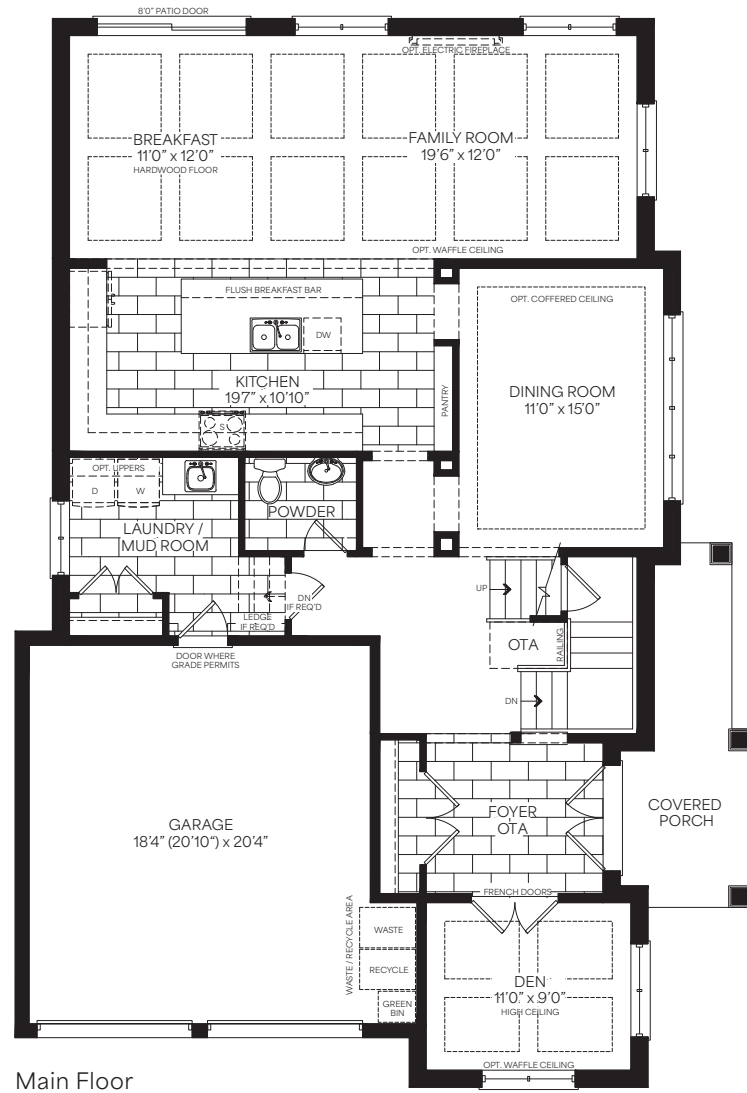 8'0" PATIO DOOR
OPT. ELECTRIC FIREPLACE
BREAKFAST
11'0" x 12'0"
HARDWOOD FLOOR
FAMILY ROOM
19'6" x 12'0"
OPT. WAFFLE CEILING
FLUSH BREAKFAST BAR
DW
KITCHEN
19'7" x 10'10"
S
PANTRY
OPT. COFFERED CEILING
DINING ROOM
11'0" x 15'0"
OPT. UPPERS
D
W
LAUNDRY /
MUD ROOM
POWDER
DN
IF REQ'D
LEDGE
IF REQ'D
DOOR WHERE
GRADE PERMITS
UP
OTA
RAILING
DN
GARAGE
18'4" (20'10") x 20'4"
FOYER
OTA
COVERED
PORCH
FRENCH DOORS
WASTE / RECYCLE AREA
WASTE
RECYCLE
GREEN
BIN
DEN
11'0." x 9'0"
HIGH CEILING
OPT. WAFFLE CEILING
Main Floor